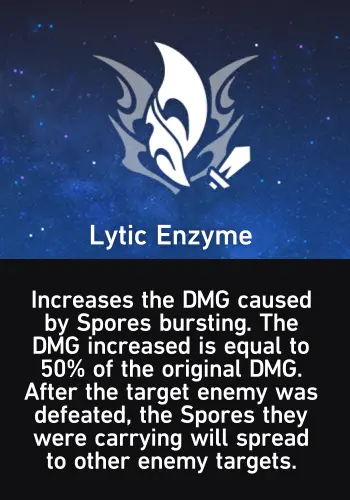 Lytic Enzyme
Increases the DMG caused
by Spores bursting. The
DMG increased is equal to
50% of the original DMG.
After the target enemy was
defeated, the Spores they
were carrying will spread
to other enemy targets.